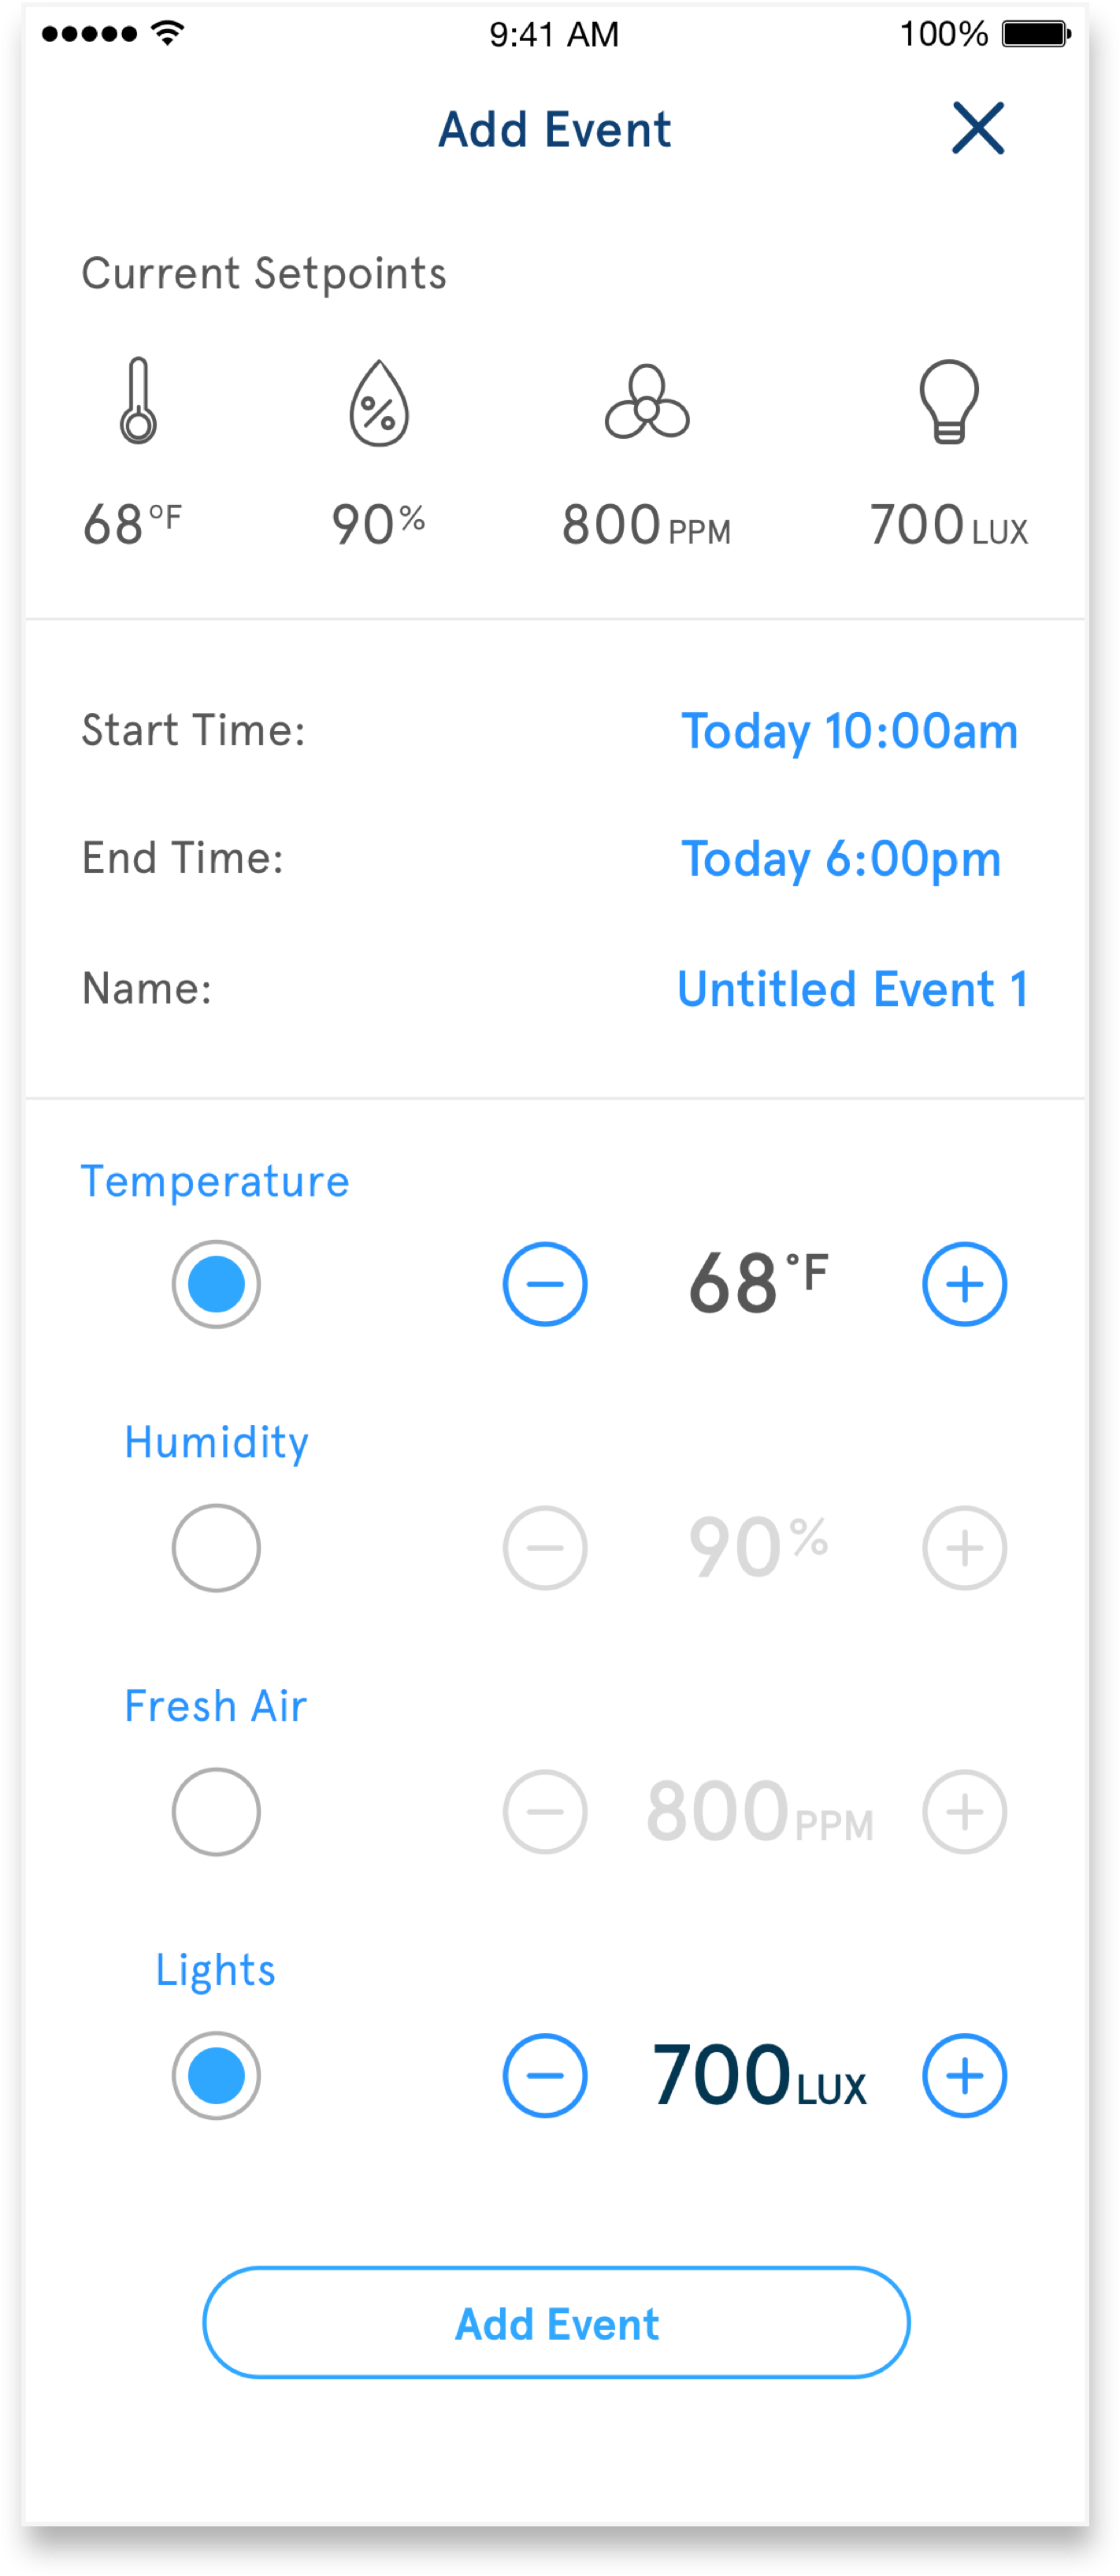 9:41 AM 100%
Add Event
Current Setpoints
68°F 90% 800 PPM 700 LUX
Start Time: Today 10:00am
End Time: Today 6:00pm
Name: Untitled Event 1
Temperature
68°F
Humidity
90%
Fresh Air
800 PPM
Lights
700 LUX
Add Event